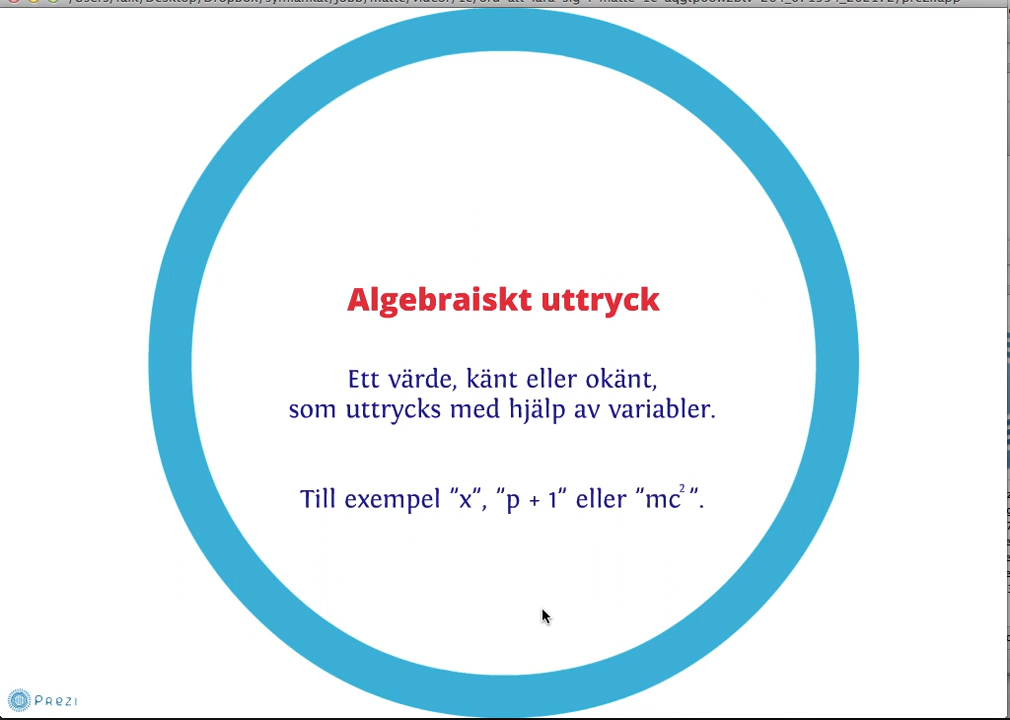 Algebraiskt uttryck
Ett värde, känt eller okänt,
som uttrycks med hjälp av variabler.
Till exempel ”x”, ”p + 1” eller ”mc²”.
Prezi